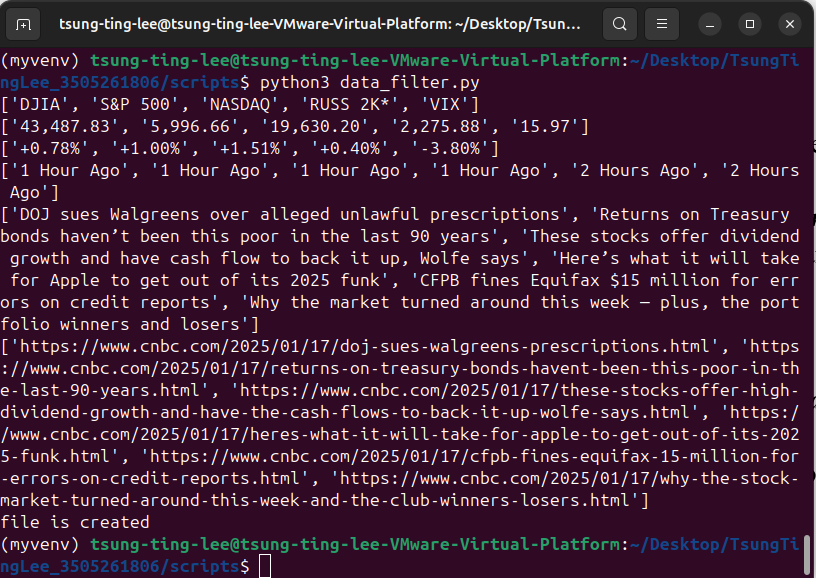 tsung-ting-lee@tsung-ting-lee-VMware-Virtual-Platform: ~/Desktop/Tsun...
(myvenv) tsung-ting-lee@tsung-ting-lee-VMware-Virtual-Platform:~/Desktop/TsungTi
ngLee_3505261806/scripts$ python3 data_filter.py
['DJIA', 'S&P 500', 'NASDAQ', 'RUSS 2K*', 'VIX']
['43,487.83', '5,996.66', '19,630.20', '2,275.88', '15.97']
['+0.78%', '+1.00%', '+1.51%', '+0.40%', '-3.80%']
['1 Hour Ago', '1 Hour Ago', '1 Hour Ago', '1 Hour Ago', '2 Hours Ago', '2 Hours
 Ago']
['DOJ sues Walgreens over alleged unlawful prescriptions', 'Returns on Treasury
bonds haven’t been this poor in the last 90 years', 'These stocks offer dividend
 growth and have cash flow to back it up, Wolfe says', 'Here’s what it will take
 for Apple to get out of its 2025 funk', 'CFPB fines Equifax $15 million for err
ors on credit reports', 'Why the market turned around this week — plus, the port
folio winners and losers']
['https://www.cnbc.com/2025/01/17/doj-sues-walgreens-prescriptions.html', 'https
://www.cnbc.com/2025/01/17/returns-on-treasury-bonds-havent-been-this-poor-in-th
e-last-90-years.html', 'https://www.cnbc.com/2025/01/17/these-stocks-offer-high-
dividend-growth-and-have-the-cash-flows-to-back-it-up-wolfe-says.html', 'https:/
/www.cnbc.com/2025/01/17/heres-what-it-will-take-for-apple-to-get-out-of-its-202
5-funk.html', 'https://www.cnbc.com/2025/01/17/cfpb-fines-equifax-15-million-for
-errors-on-credit-reports.html', 'https://www.cnbc.com/2025/01/17/why-the-stock-
market-turned-around-this-week-and-the-club-winners-losers.html']
file is created
(myvenv) tsung-ting-lee@tsung-ting-lee-VMware-Virtual-Platform:~/Desktop/TsungTi
ngLee_3505261806/scripts$